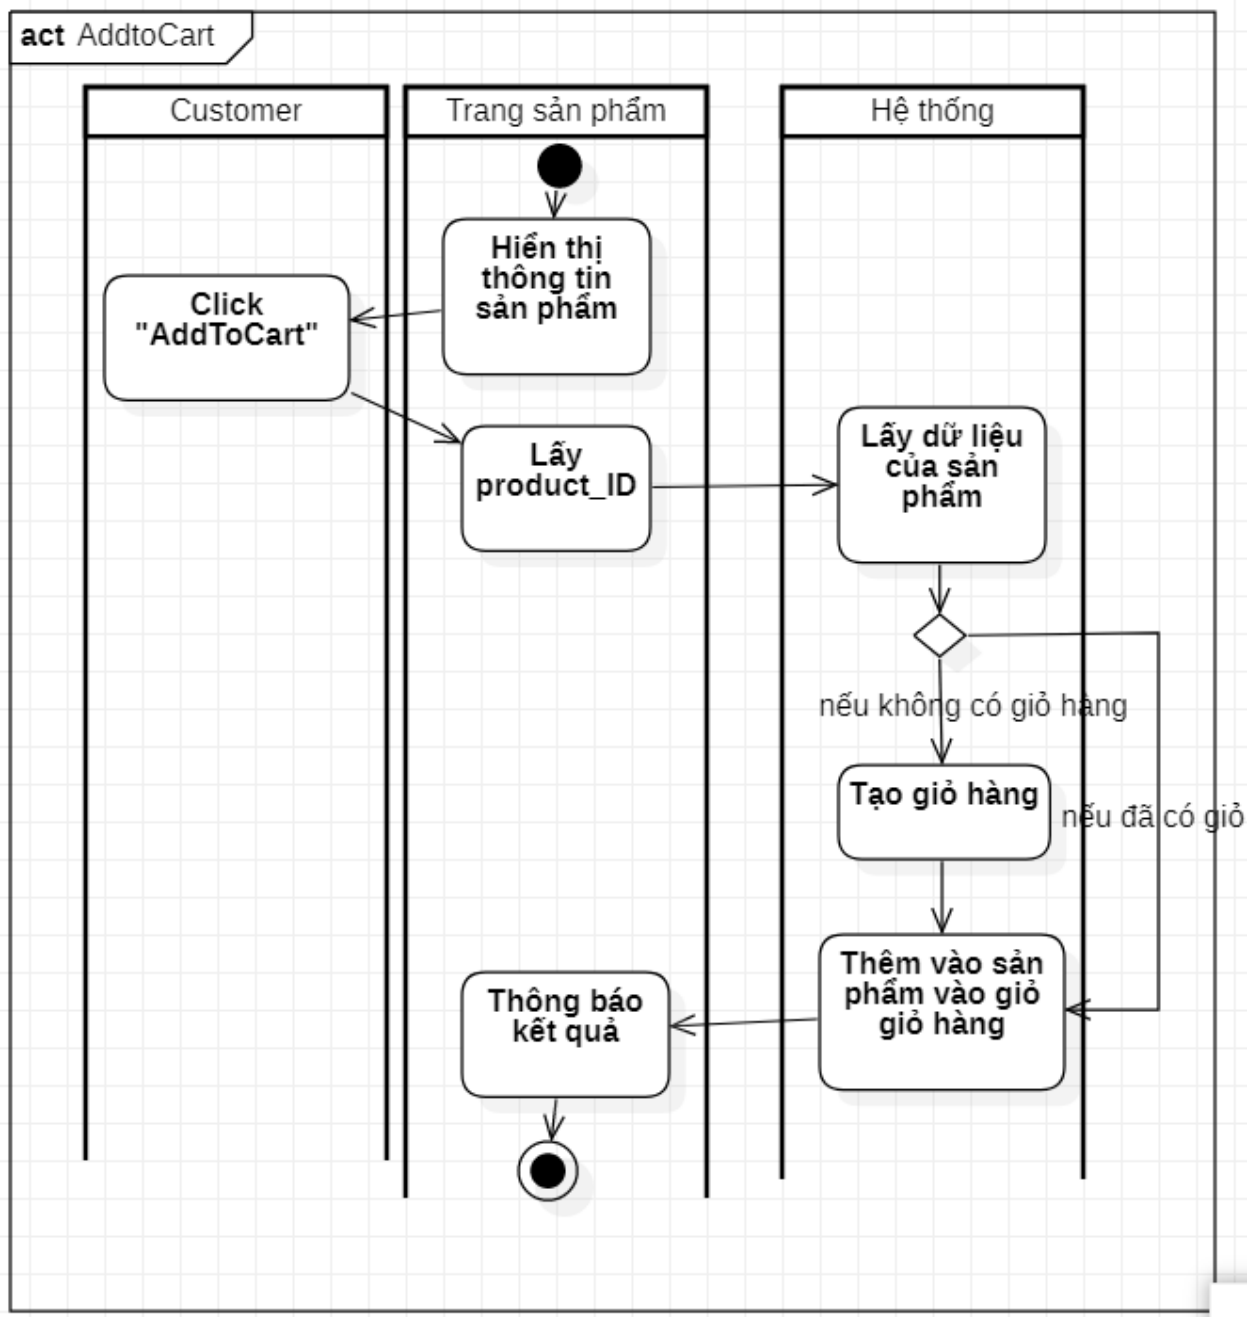 act AddtoCart
Customer
Trang sản phẩm
Hệ thống
Hiển thị
thông tin
sản phẩm
Click
"AddToCart"
Lấy
product_ID
Lấy dữ liệu
của sản
phẩm
nếu không có giỏ hàng
Tạo giỏ hàng
nếu đã có giỏ
Thêm vào sản
phẩm vào giỏ
giỏ hàng
Thông báo
kết quả